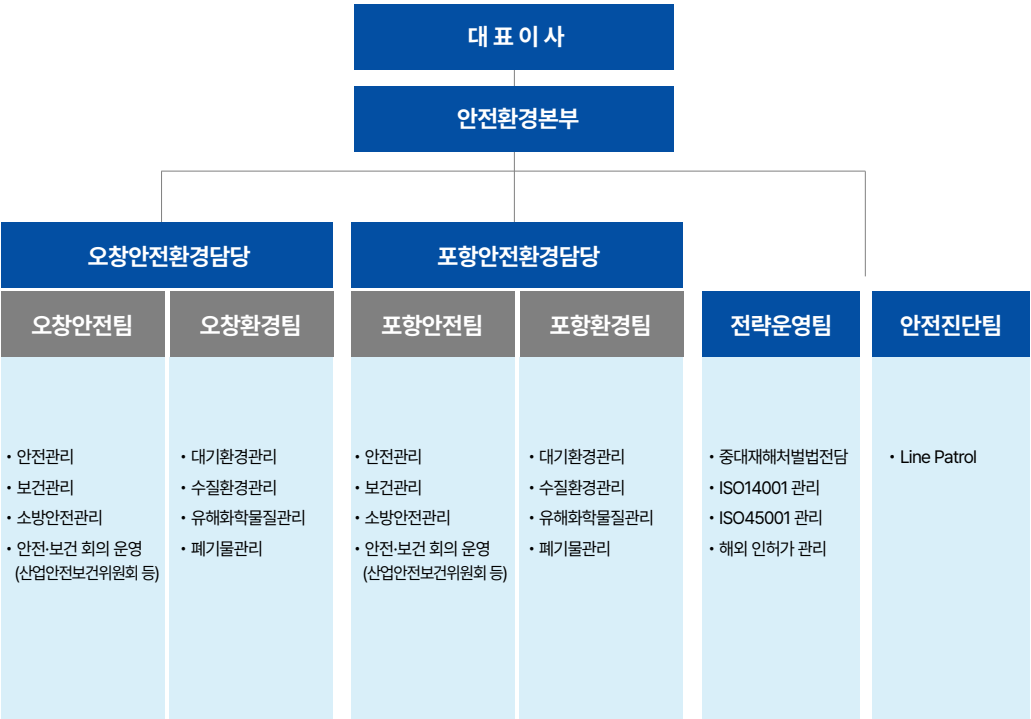 대표이사
안전환경본부
오창안전환경담당
포항안전환경담당
오창안전팀
오창환경팀
포항안전팀
포항환경팀
전략운영팀
안전진단팀
• 안전관리
• 보건관리
• 소방안전관리
• 안전·보건 회의 운영
(산업안전보건위원회 등)
• 대기환경관리
• 수질환경관리
• 유해화학물질관리
• 폐기물관리
• 안전관리
• 보건관리
• 소방안전관리
• 안전·보건 회의 운영
(산업안전보건위원회 등)
• 대기환경관리
• 수질환경관리
• 유해화학물질관리
• 폐기물관리
• 중대재해처벌법전담
• ISO14001 관리
• ISO45001 관리
• 해외 인허가 관리
• Line Patrol